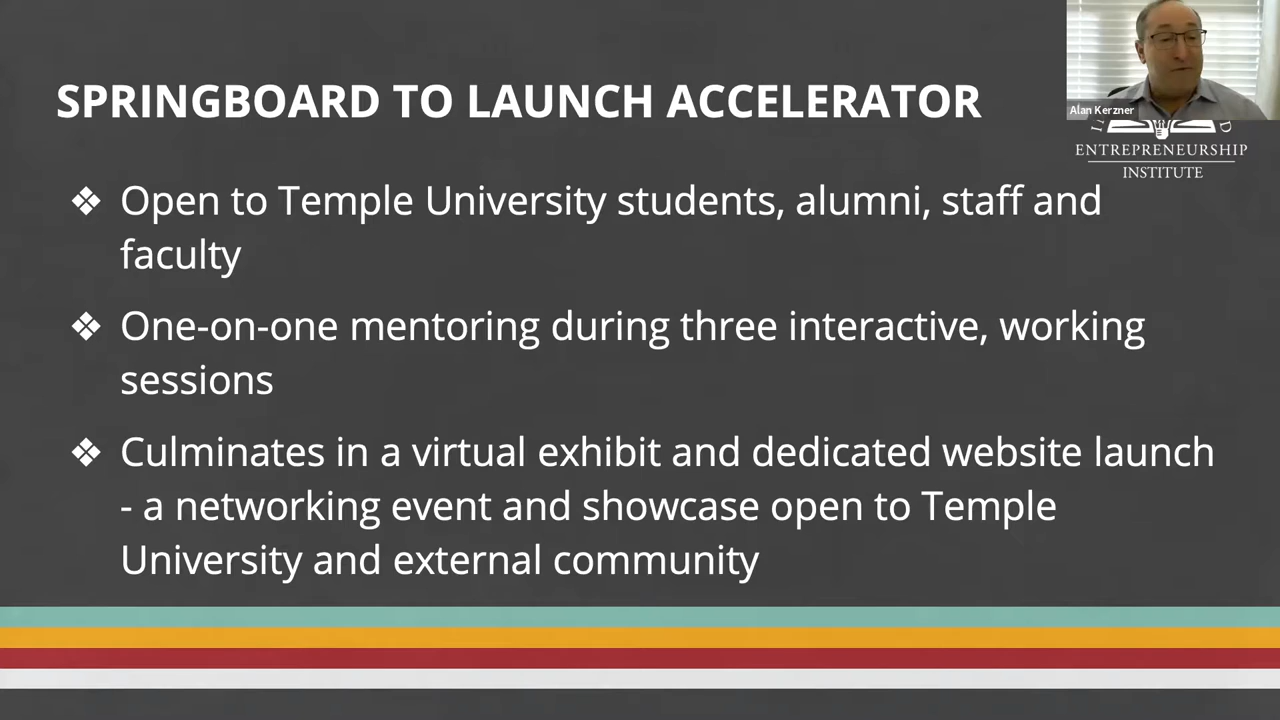 SPRINGBOARD TO LAUNCH ACCELERATOR
Alan Kerzner
ENTREPRENEURSHIP
INSTITUTE
❖ Open to Temple University students, alumni, staff and
faculty
❖ One-on-one mentoring during three interactive, working
sessions
❖ Culminates in a virtual exhibit and dedicated website launch
- a networking event and showcase open to Temple
University and external community